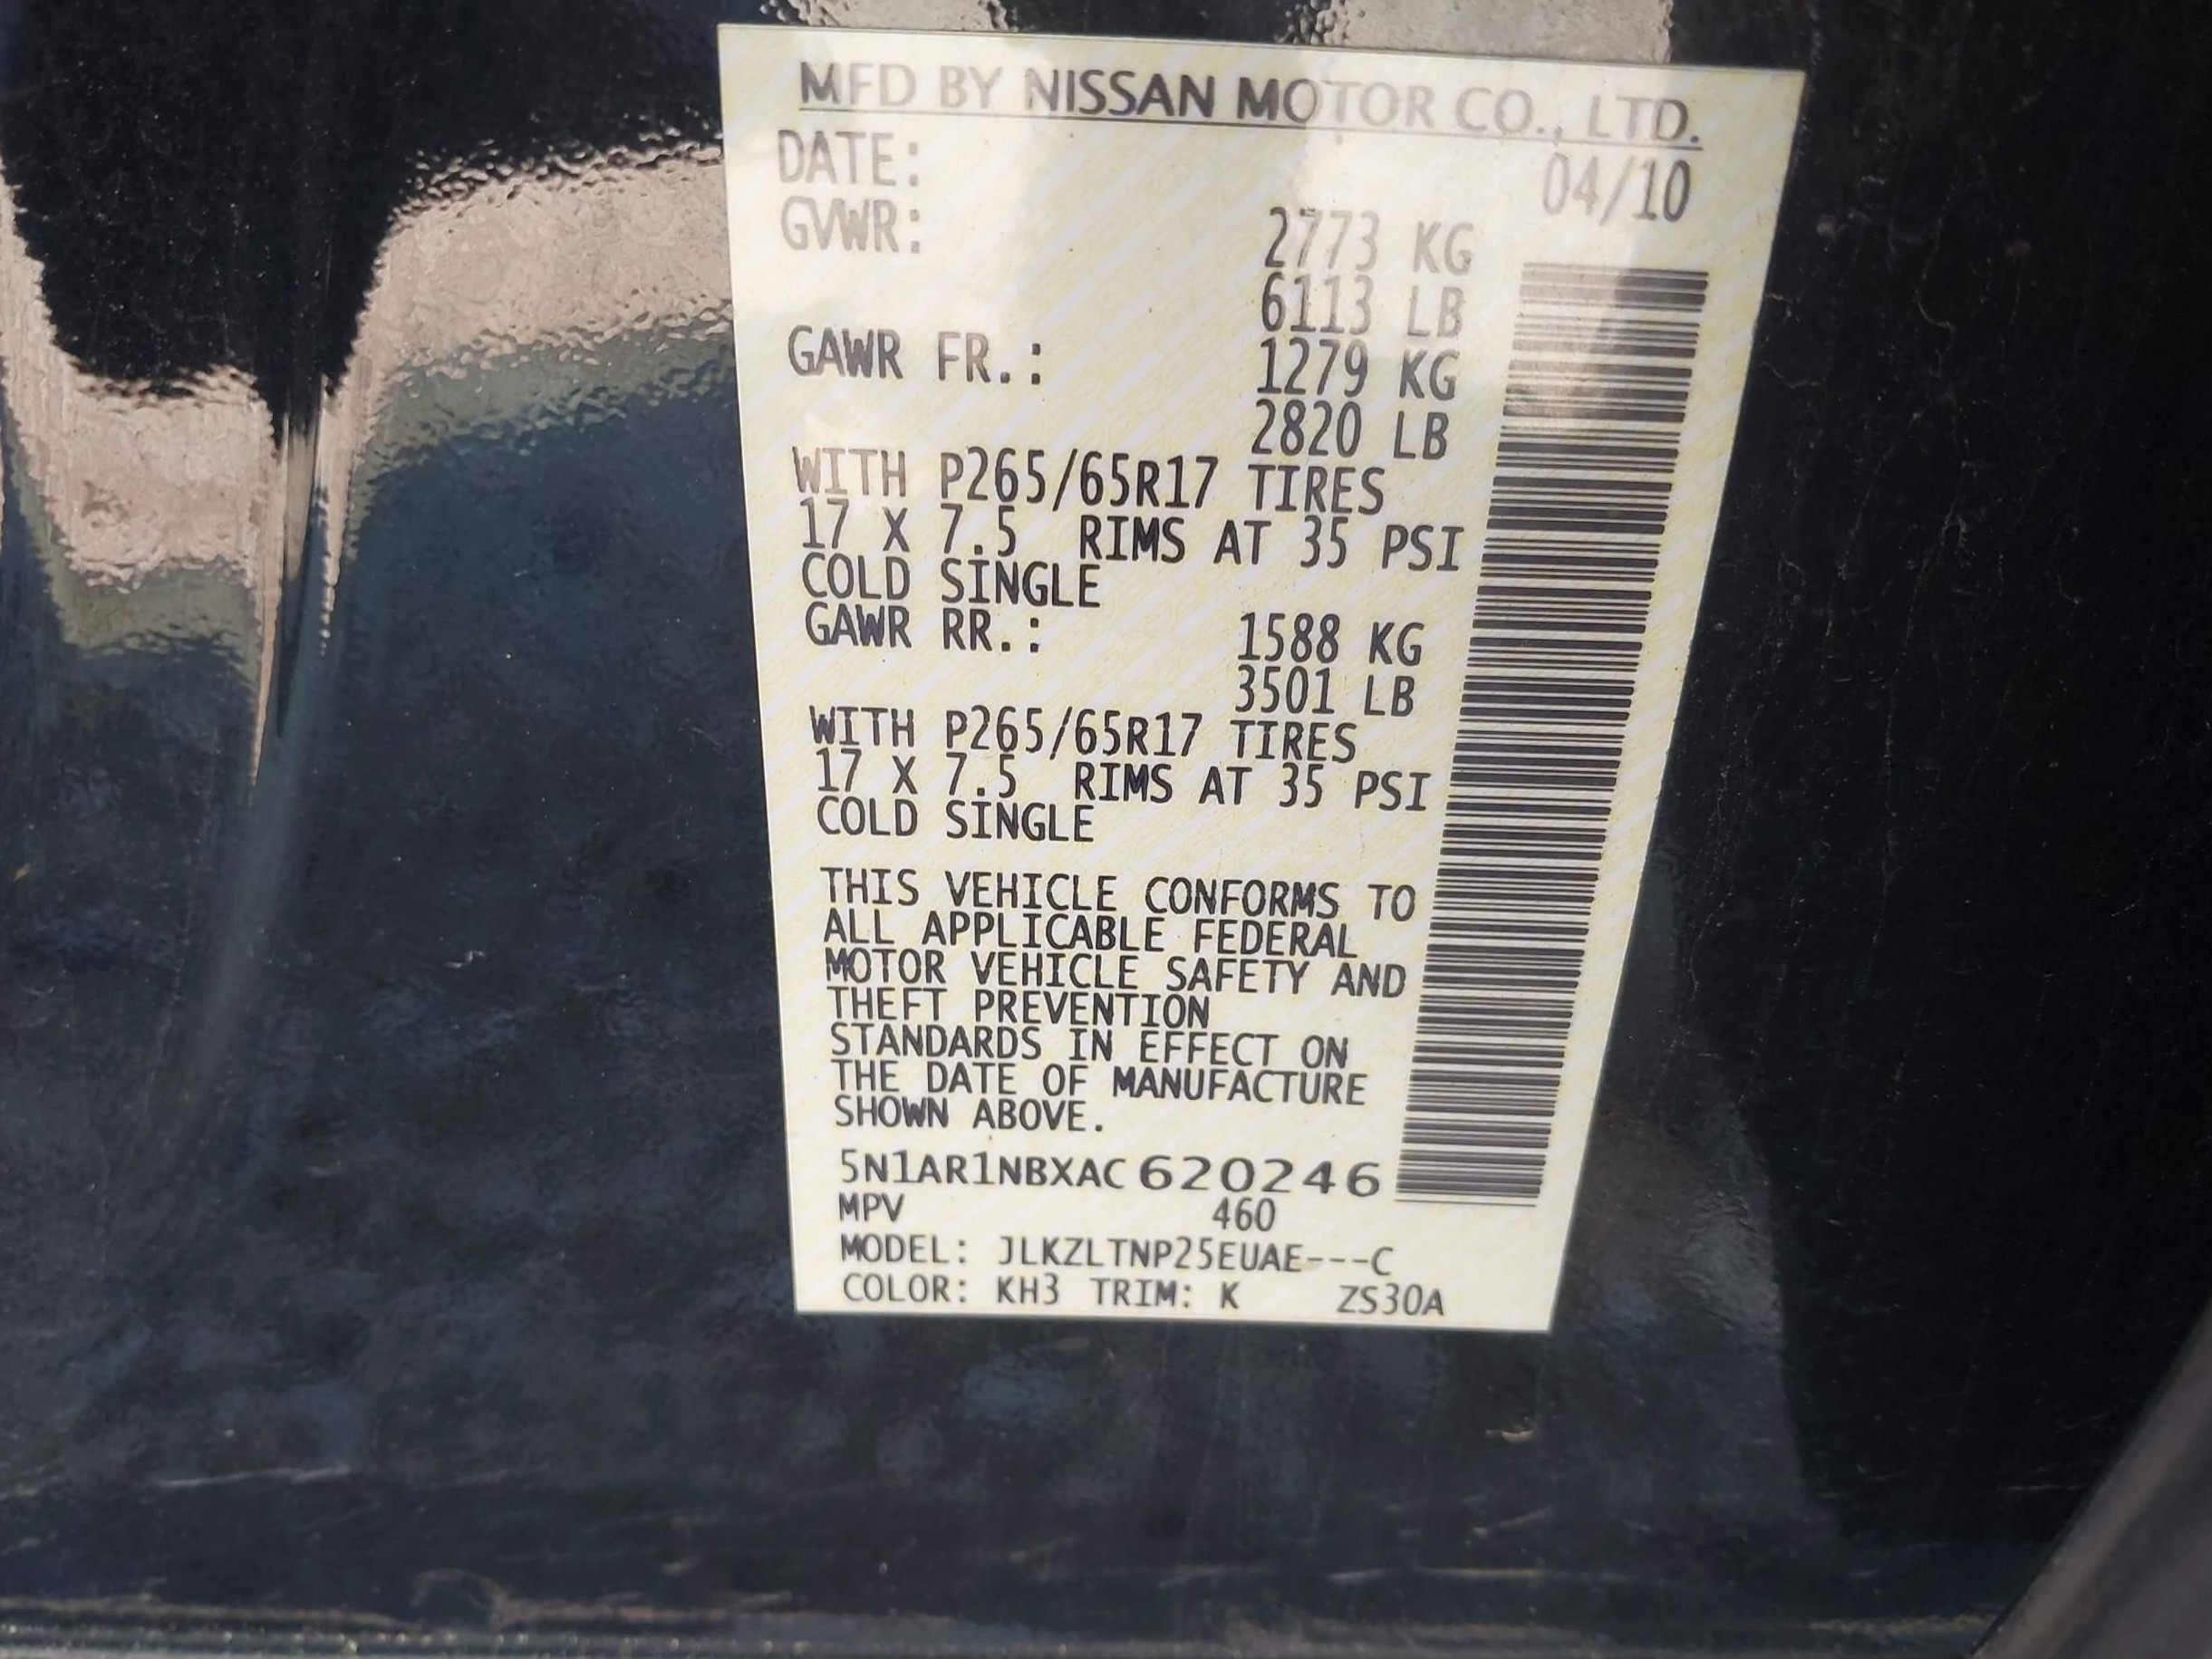 MFD BY NISSAN MOTOR CO., LTD.
DATE: 04/10
GVWR: 2773 KG
6113 LB
GAWR FR.: 1279 KG
2820 LB
WITH P265/65R17 TIRES
17 X 7.5 RIMS AT 35 PSI
COLD SINGLE
GAWR RR.: 1588 KG
3501 LB
WITH P265/65R17 TIRES
17 X 7.5 RIMS AT 35 PSI
COLD SINGLE
THIS VEHICLE CONFORMS TO
ALL APPLICABLE FEDERAL
MOTOR VEHICLE SAFETY AND
THEFT PREVENTION
STANDARDS IN EFFECT ON
THE DATE OF MANUFACTURE
SHOWN ABOVE.
5N1AR1NBXAC620246
MPV 460
MODEL: JLKZLTNP25EUAE---C
COLOR: KH3 TRIM: K ZS30A